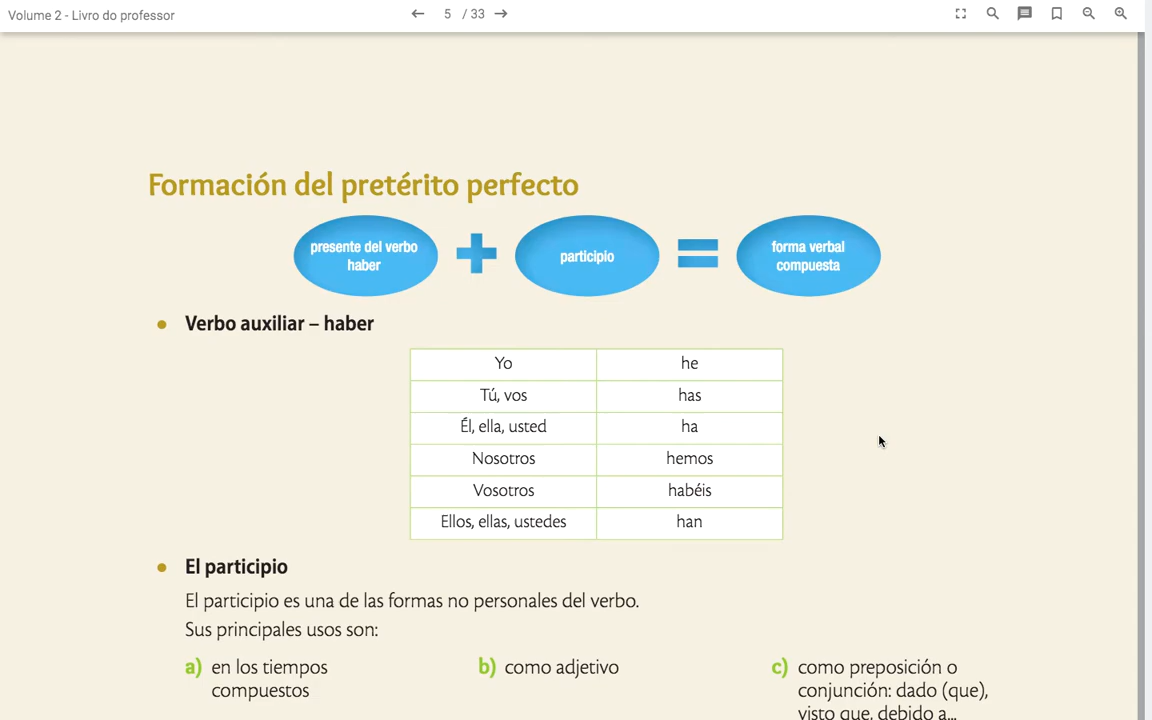 Volume 2 - Livro do professor
5 / 33
Formación del pretérito perfecto
presente del verbo
haber
participio
forma verbal
compuesta
Verbo auxiliar – haber
Yo he
Tú, vos has
Él, ella, usted ha
Nosotros hemos
Vosotros habéis
Ellos, ellas, ustedes han
El participio
El participio es una de las formas no personales del verbo.
Sus principales usos son:
a) en los tiempos
compuestos
b) como adjetivo
c) como preposición o
conjunción: dado (que),
visto que, debido a...